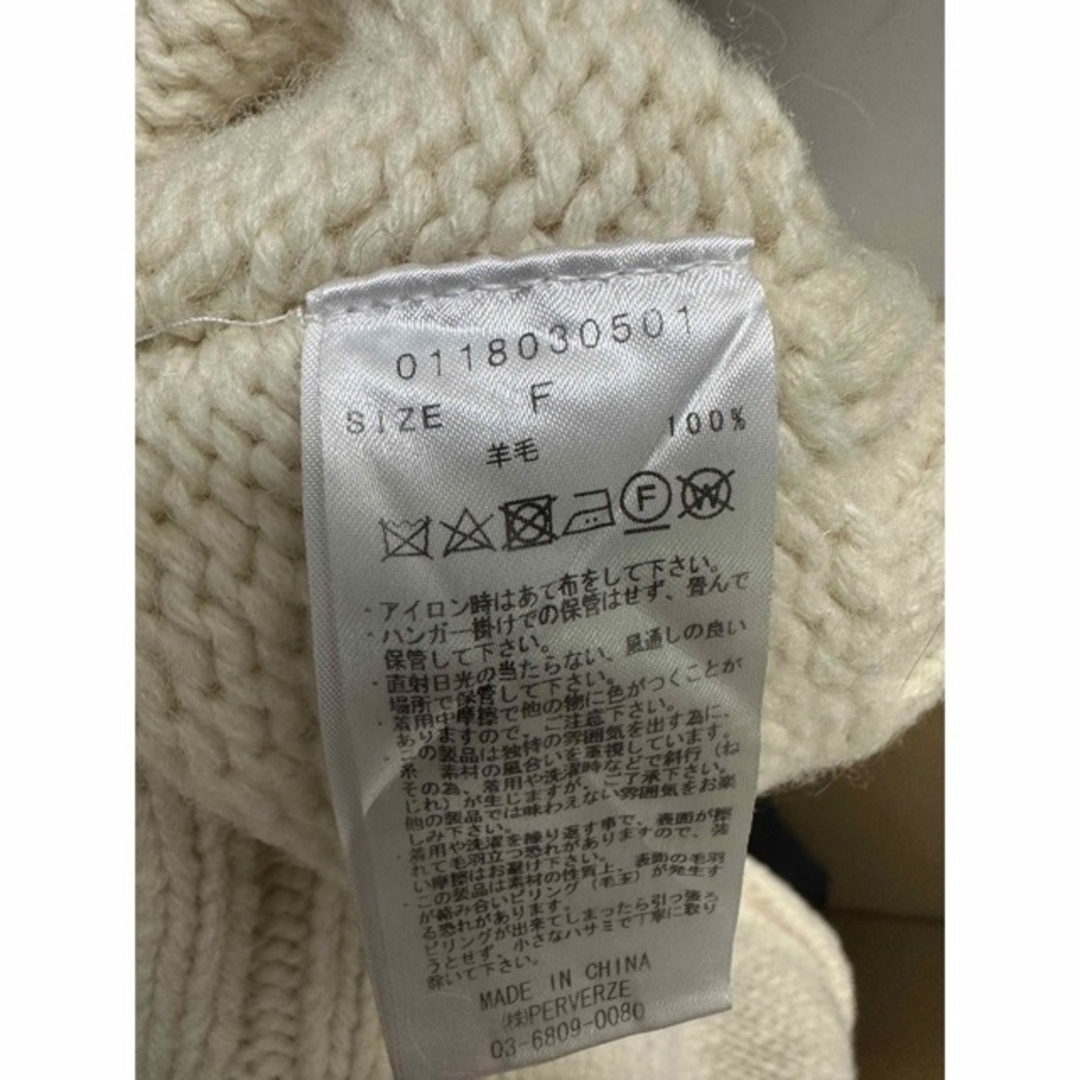 0118030501
SIZE F
羊毛 100%
F W
・アイロン時はあて布をして下さい。
・ハンガー掛けでの保管はせず、畳んで
保管して下さい。
・直射日光の当たらない、風通しの良い
場所で保管して下さい。
・着用中摩擦で他の物に色がつくことが
ありますので、ご注意下さい。
・この製品は独特の雰囲気を出す為に、
糸、素材の風合いを重視しています。
その為、着用や洗濯時などで斜行(ね
じれ)が生じますが、ご了承下さい。
他の製品では味わえない雰囲気をお楽
しみ下さい。
・着用や洗濯を繰り返す事で、表面が擦
れて毛羽立つ恐れがありますので、強
い摩擦はお避け下さい。
・この製品は素材の性質上、表面の毛羽
が絡み合いピリング(毛玉)が発生す
る恐れがあります。
ピリングが出来てしまったら引っ張ろ
うとせず、小さなハサミで丁寧に取り
除いて下さい。
MADE IN CHINA
㈱PERVERZE
03-6809-0080